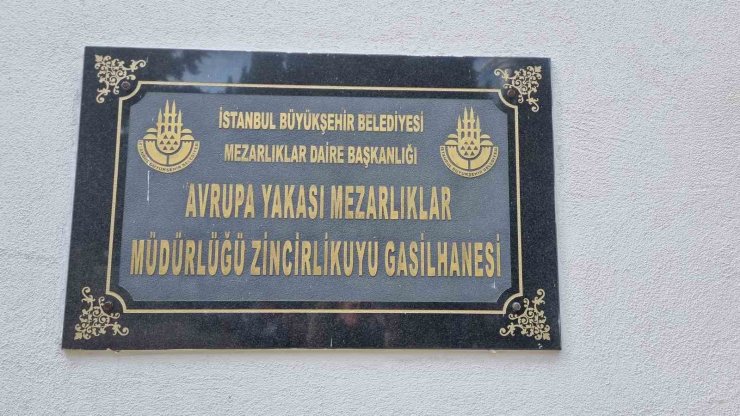 İSTANBUL BÜYÜKŞEHİR BELEDİYESİ
MEZARLIKLAR DAİRE BAŞKANLIĞI
AVRUPA YAKASI MEZARLIKLAR
MÜDÜRLÜĞÜ ZİNCİRLİKUYU GASİLHANESİ